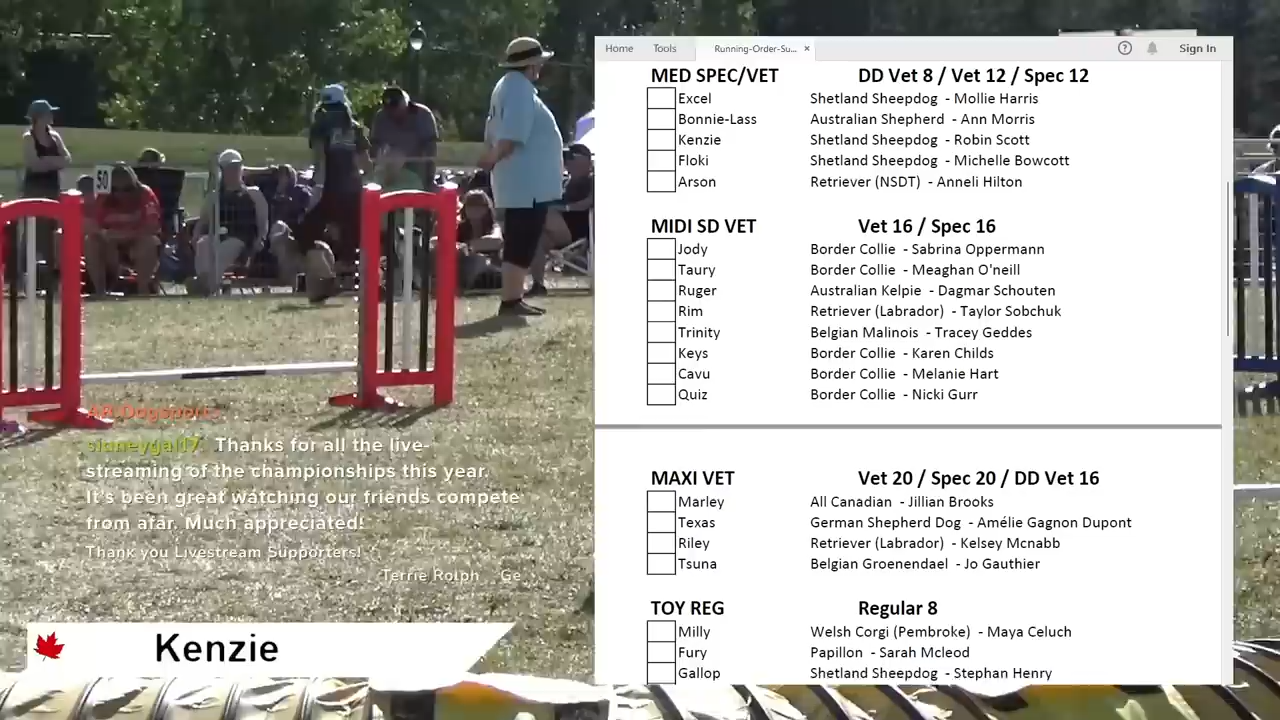 Home Tools Running-Order-Su... × ? Sign In
MED SPEC/VET DD Vet 8 / Vet 12 / Spec 12
Excel Shetland Sheepdog - Mollie Harris
Bonnie-Lass Australian Shepherd - Ann Morris
Kenzie Shetland Sheepdog - Robin Scott
Floki Shetland Sheepdog - Michelle Bowcott
Arson Retriever (NSDT) - Anneli Hilton
MIDI SD VET Vet 16 / Spec 16
Jody Border Collie - Sabrina Oppermann
Taury Border Collie - Meaghan O'neill
Ruger Australian Kelpie - Dagmar Schouten
Rim Retriever (Labrador) - Taylor Sobchuk
Trinity Belgian Malinois - Tracey Geddes
Keys Border Collie - Karen Childs
Cavu Border Collie - Melanie Hart
Quiz Border Collie - Nicki Gurr
MAXI VET Vet 20 / Spec 20 / DD Vet 16
Marley All Canadian - Jillian Brooks
Texas German Shepherd Dog - Amélie Gagnon Dupont
Riley Retriever (Labrador) - Kelsey Mcnabb
Tsuna Belgian Groenendael - Jo Gauthier
TOY REG Regular 8
Milly Welsh Corgi (Pembroke) - Maya Celuch
Fury Papillon - Sarah Mcleod
Gallop Shetland Sheepdog - Stephan Henry
50
sidneygal17: Thanks for all the live-
streaming of the championships this year.
It's been great watching our friends compete
from afar. Much appreciated!
Thank you Livestream Supporters!
Terrie Rolph Ge
Kenzie